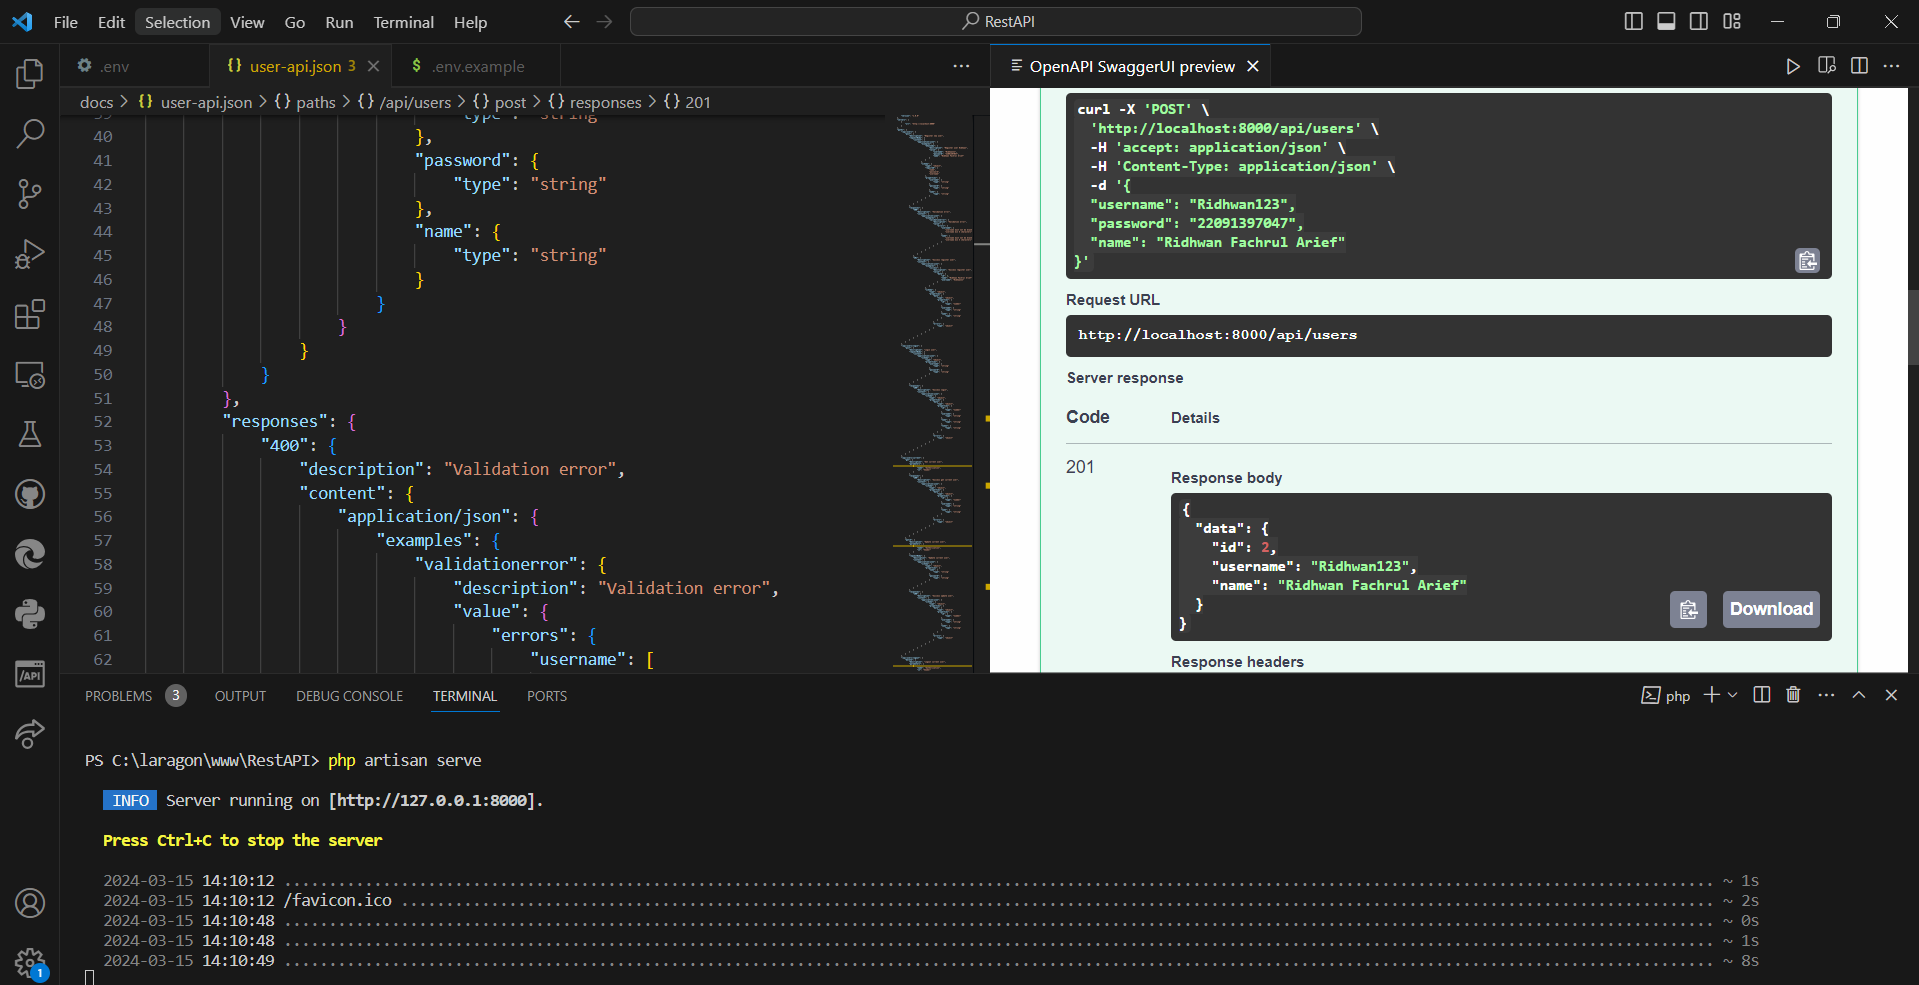 File Edit Selection View Go Run Terminal Help
RestAPI
.env
{} user-api.json 3
$ .env.example
OpenAPI SwaggerUI preview
docs > {} user-api.json > {} paths > {} /api/users > {} post > {} responses > {} 201
39 "type": "string"
40 },
41 "password": {
42 "type": "string"
43 },
44 "name": {
45 "type": "string"
46 }
47 }
48 }
49 }
50 }
51 },
52 "responses": {
53 "400": {
54 "description": "Validation error",
55 "content": {
56 "application/json": {
57 "examples": {
58 "validationerror": {
59 "description": "Validation error",
60 "value": {
61 "errors": {
62 "username": [
curl -X 'POST' \
'http://localhost:8000/api/users' \
-H 'accept: application/json' \
-H 'Content-Type: application/json' \
-d '{
"username": "Ridhwan123",
"password": "22091397047",
"name": "Ridhwan Fachrul Arief"
}'
Request URL
http://localhost:8000/api/users
Server response
Code Details
201
Response body
{
"data": {
"id": 2,
"username": "Ridhwan123",
"name": "Ridhwan Fachrul Arief"
}
}
Download
Response headers
PROBLEMS 3 OUTPUT DEBUG CONSOLE TERMINAL PORTS
php
PS C:\laragon\www\RestAPI> php artisan serve
INFO Server running on [http://127.0.0.1:8000].
Press Ctrl+C to stop the server
2024-03-15 14:10:12 ........ ~ 1s
2024-03-15 14:10:12 /favicon.ico ........ ~ 2s
2024-03-15 14:10:48 ........ ~ 0s
2024-03-15 14:10:48 ........ ~ 1s
2024-03-15 14:10:49 ........ ~ 8s
/API
1